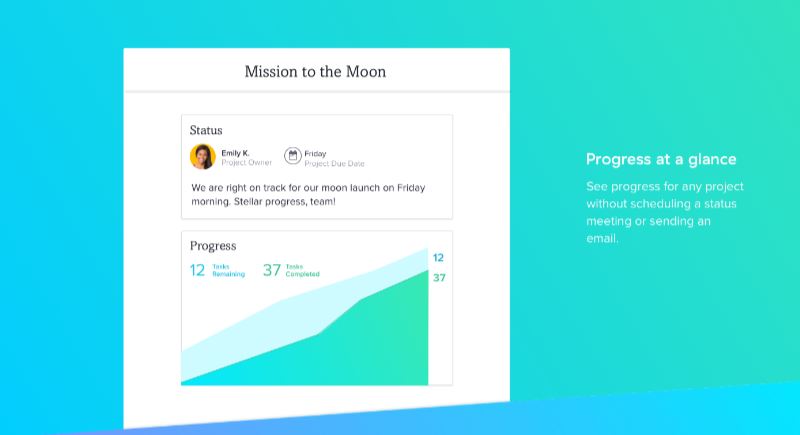 Mission to the Moon
Status
Emily K.
Project Owner
Friday
Project Due Date
We are right on track for our moon launch on Friday
morning. Stellar progress, team!
Progress
12
Tasks
Remaining
37
Tasks
Completed
12
37
Progress at a glance
See progress for any project
without scheduling a status
meeting or sending an
email.